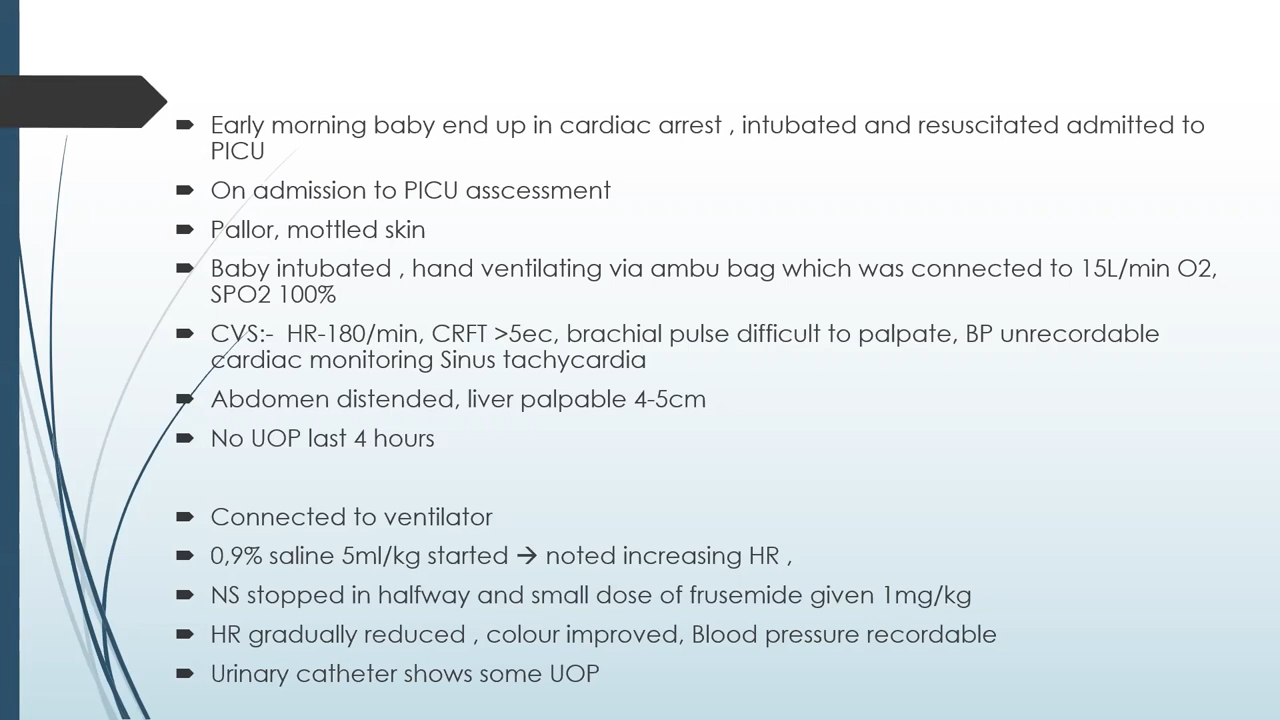 Early morning baby end up in cardiac arrest , intubated and resuscitated admitted to
PICU
On admission to PICU asscessment
Pallor, mottled skin
Baby intubated , hand ventilating via ambu bag which was connected to 15L/min O2,
SPO2 100%
CVS:- HR-180/min, CRFT >5ec, brachial pulse difficult to palpate, BP unrecordable
cardiac monitoring Sinus tachycardia
Abdomen distended, liver palpable 4-5cm
No UOP last 4 hours
Connected to ventilator
0,9% saline 5ml/kg started → noted increasing HR ,
NS stopped in halfway and small dose of frusemide given 1mg/kg
HR gradually reduced , colour improved, Blood pressure recordable
Urinary catheter shows some UOP